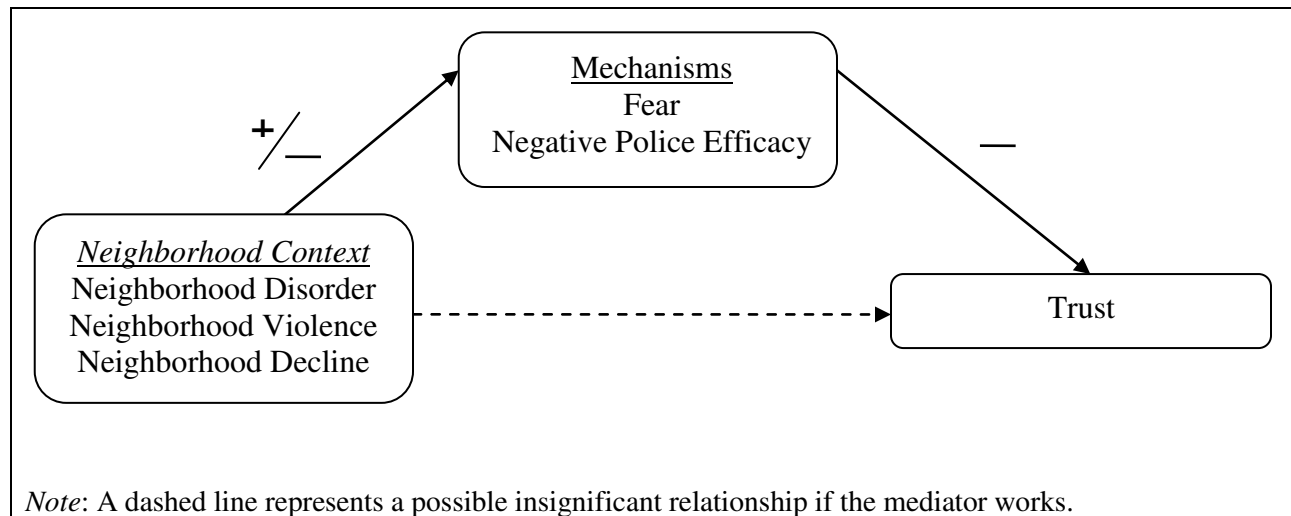 Mechanisms
Fear
Negative Police Efficacy
+/—
—
Neighborhood Context
Neighborhood Disorder
Neighborhood Violence
Neighborhood Decline
Trust
Note: A dashed line represents a possible insignificant relationship if the mediator works.